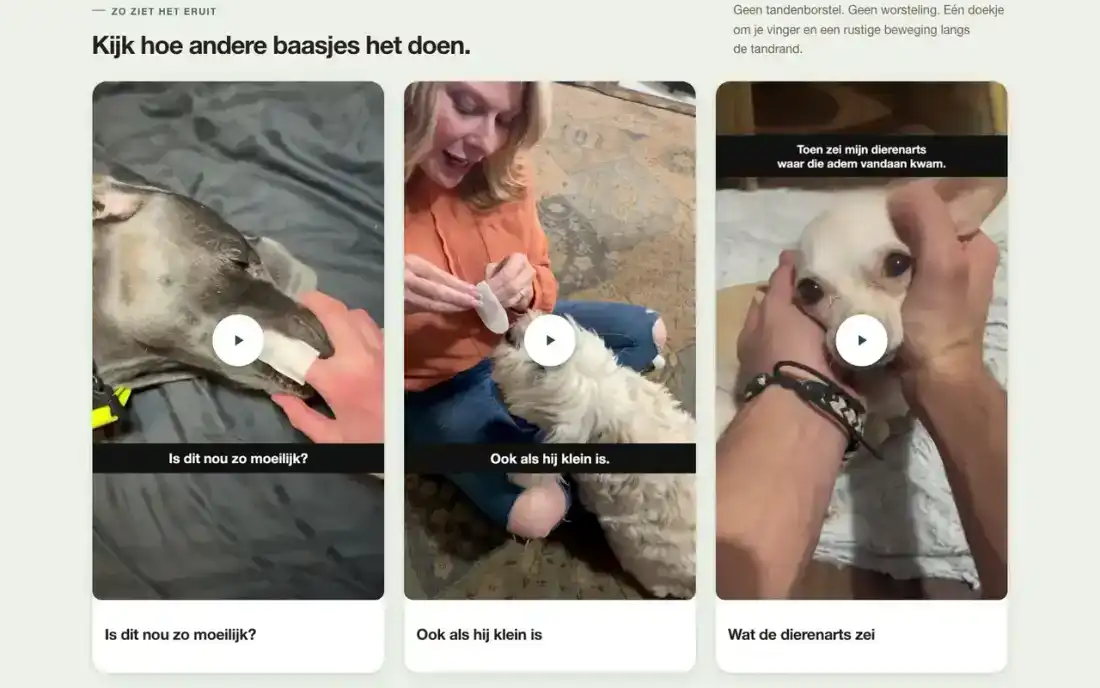 ZO ZIET HET ERUIT
Kijk hoe andere baasjes het doen.
Geen tandenborstel. Geen worsteling. Eén doekje
om je vinger en een rustige beweging langs
de tandrand.
Is dit nou zo moeilijk?
Ook als hij klein is.
Toen zei mijn dierenarts
waar die adem vandaan kwam.
Is dit nou zo moeilijk?
Ook als hij klein is
Wat de dierenarts zei